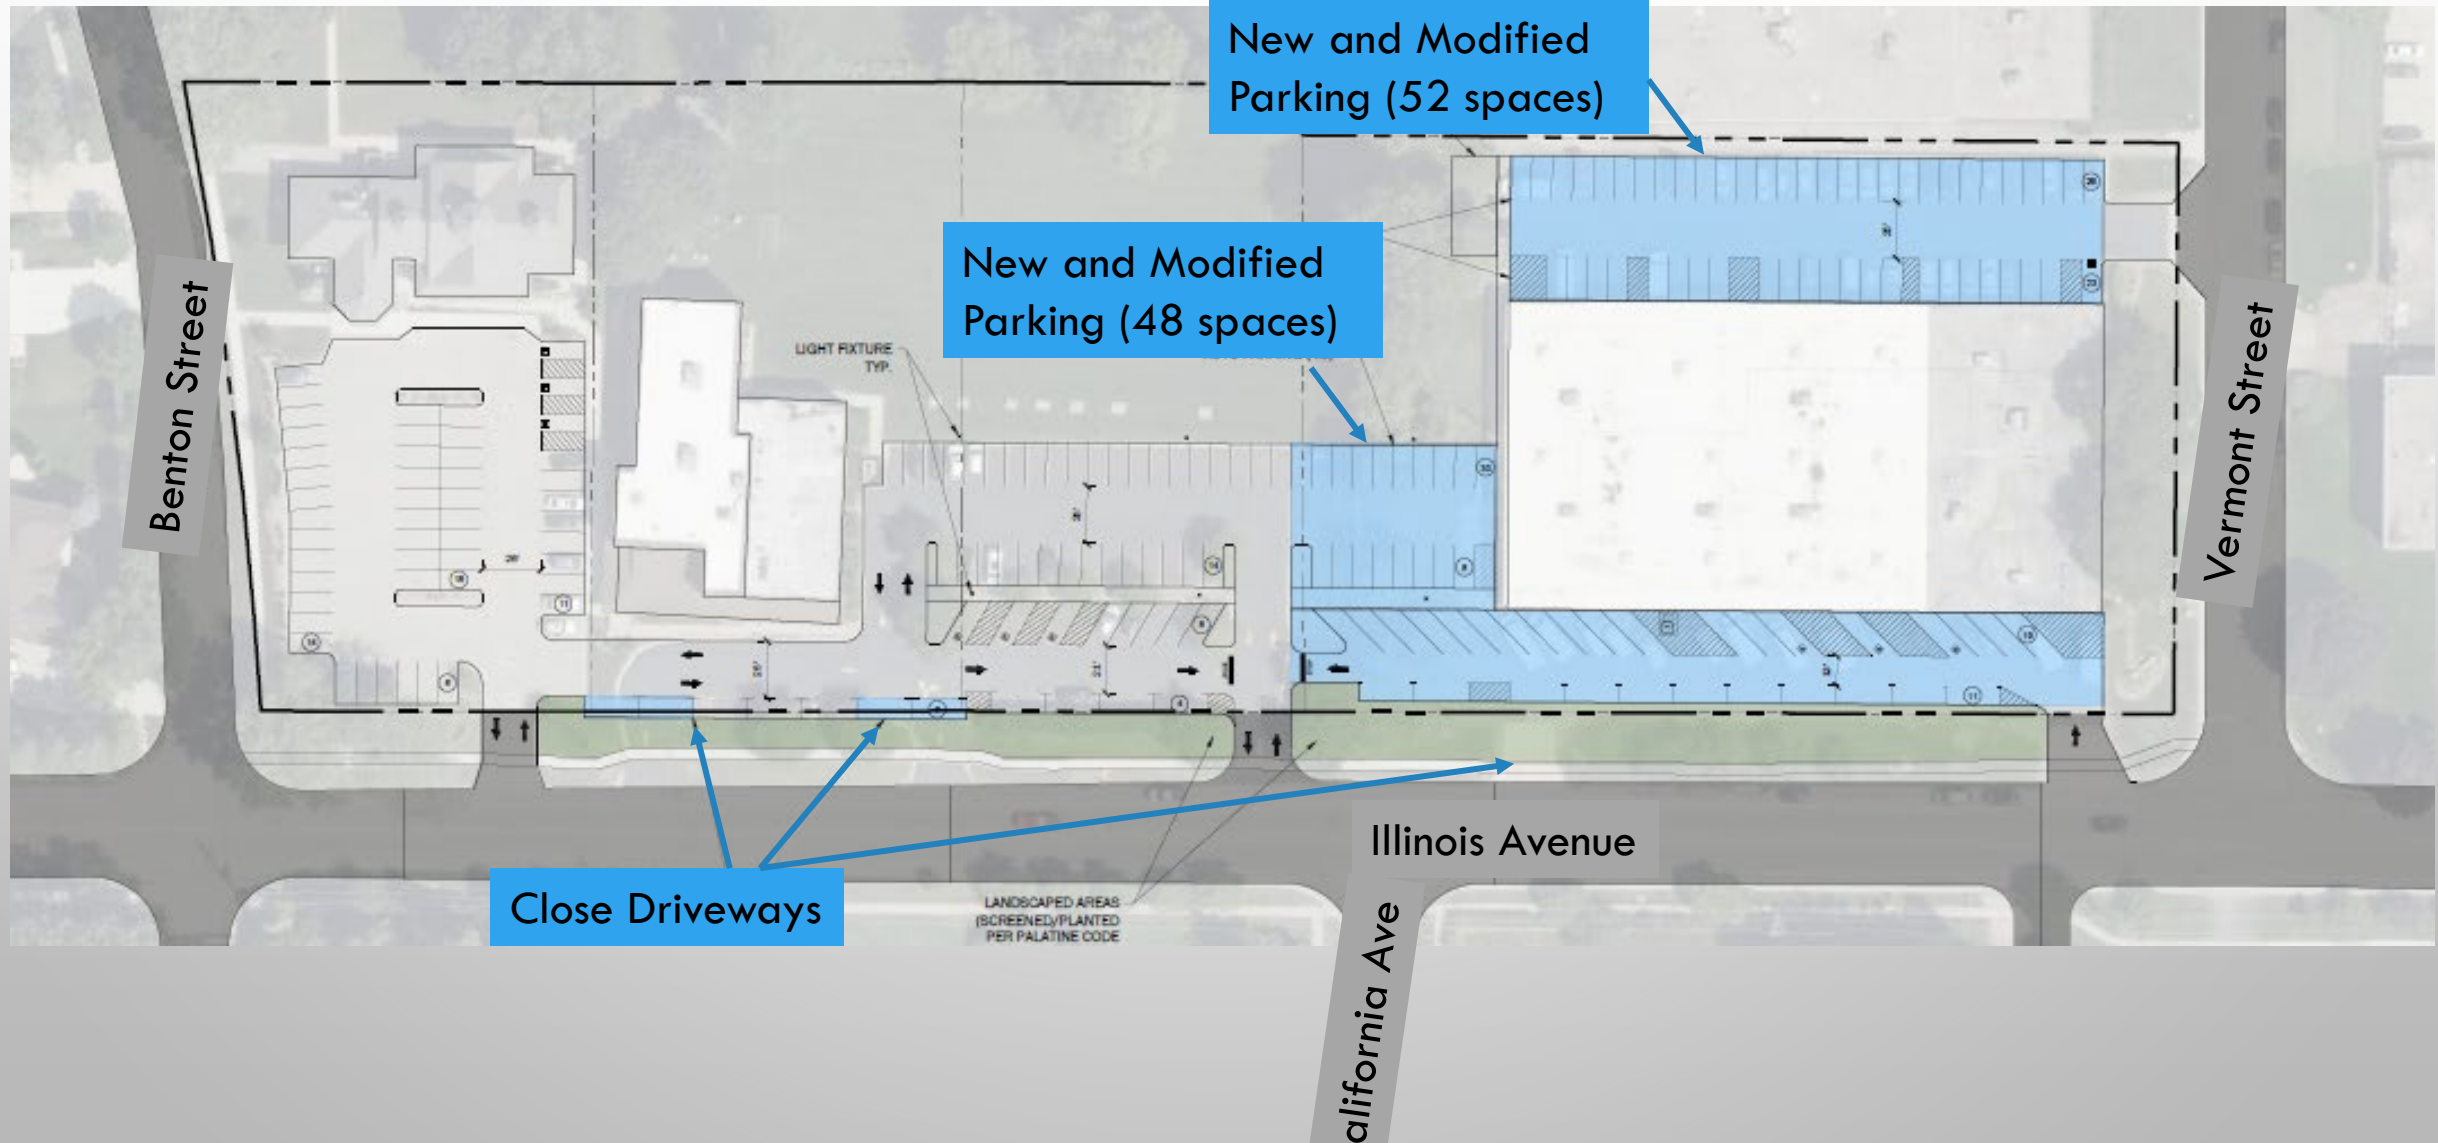 New and Modified
Parking (52 spaces)
New and Modified
Parking (48 spaces)
LIGHT FIXTURE
TYP.
Benton Street
Vermont Street
Illinois Avenue
Close Driveways
LANDSCAPED AREAS
(SCREENED/PLANTED
PER PALATINE CODE
alifornia Ave